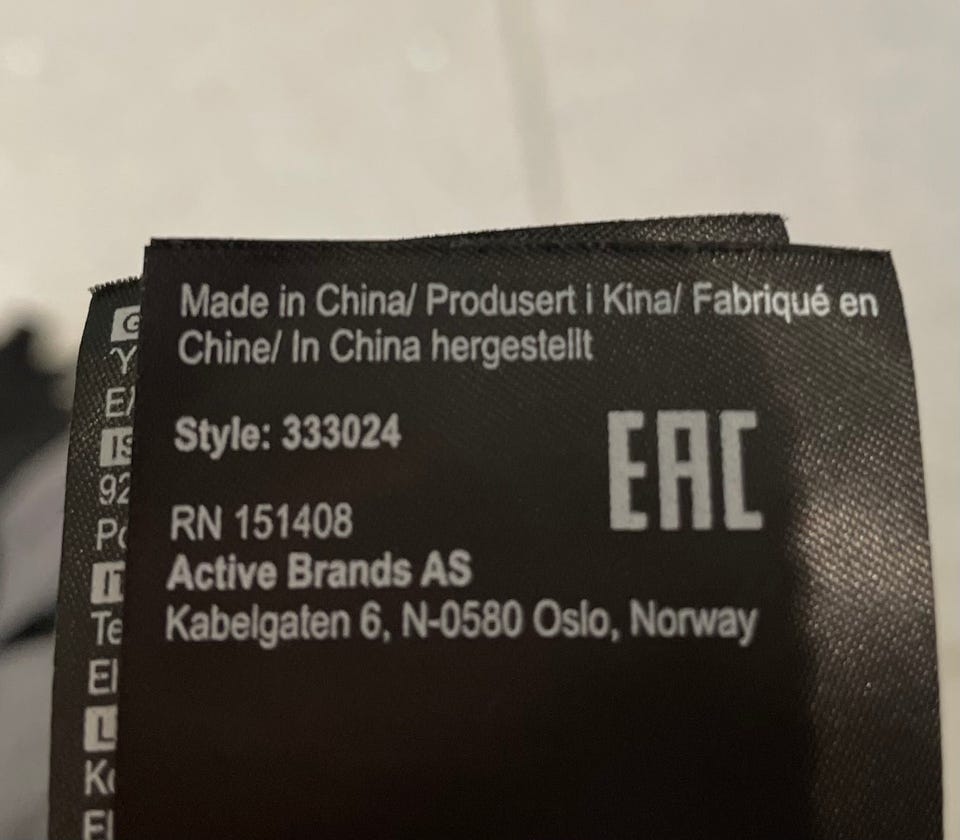 Made in China/ Produsert i Kina/ Fabriqué en
Chine/ In China hergestellt
Style: 333024
EAC
RN 151408
Active Brands AS
Kabelgaten 6, N-0580 Oslo, Norway
92